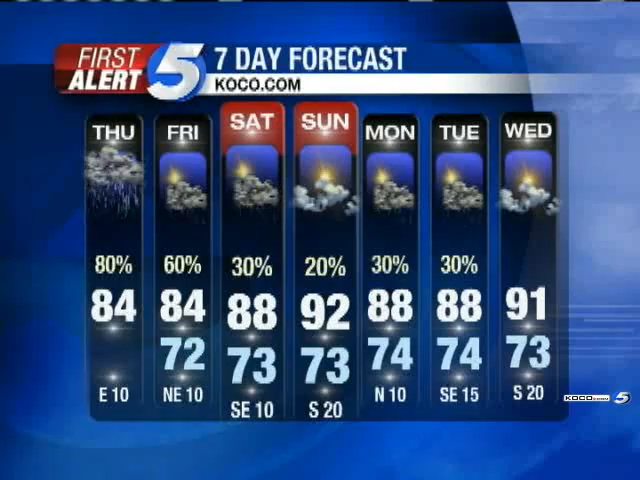 FIRST ALERT 5
7 DAY FORECAST
KOCO.COM
THU FRI SAT SUN MON TUE WED
80% 60% 30% 20% 30% 30%
84 84 88 92 88 88 91
72 73 73 74 74 73
E 10 NE 10 SE 10 S 20 N 10 SE 15 S 20
KOCO.COM 5